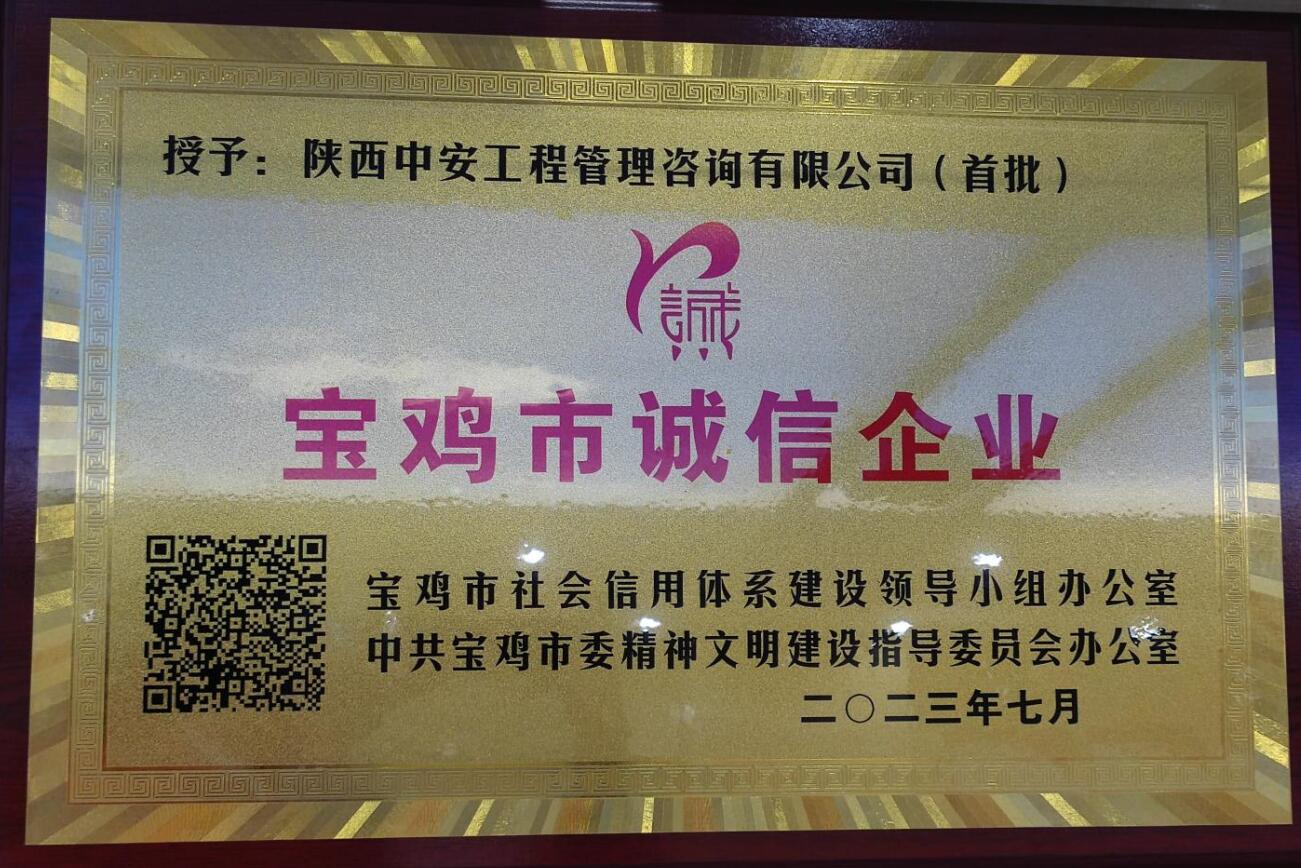 授予：陕西中安工程管理咨询有限公司（首批）
誠
宝鸡市诚信企业
宝鸡市社会信用体系建设领导小组办公室
中共宝鸡市委精神文明建设指导委员会办公室
二〇二三年七月